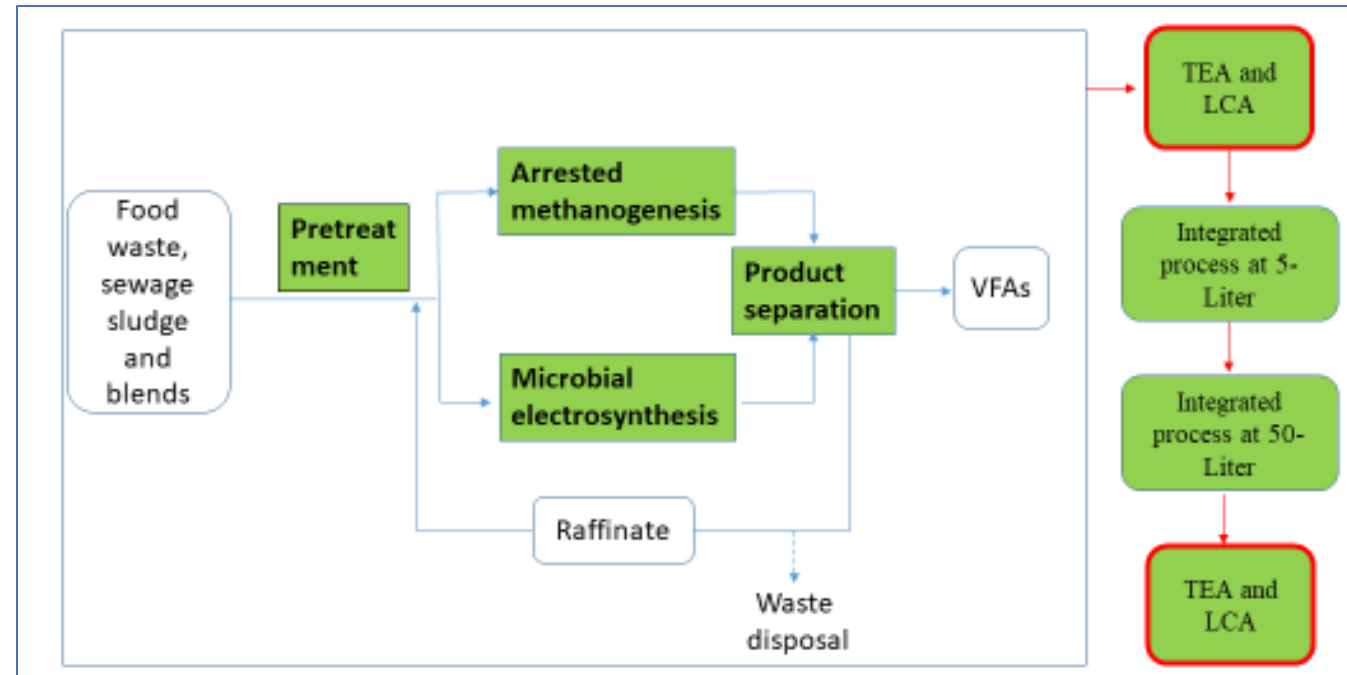 Food
waste,
sewage
sludge
and
blends
Pretreat
ment
Arrested
methanogenesis
Microbial
electrosynthesis
Product
separation
VFAs
Raffinate
Waste
disposal
TEA and
LCA
Integrated
process at 5-
Liter
Integrated
process at 50-
Liter
TEA and
LCA